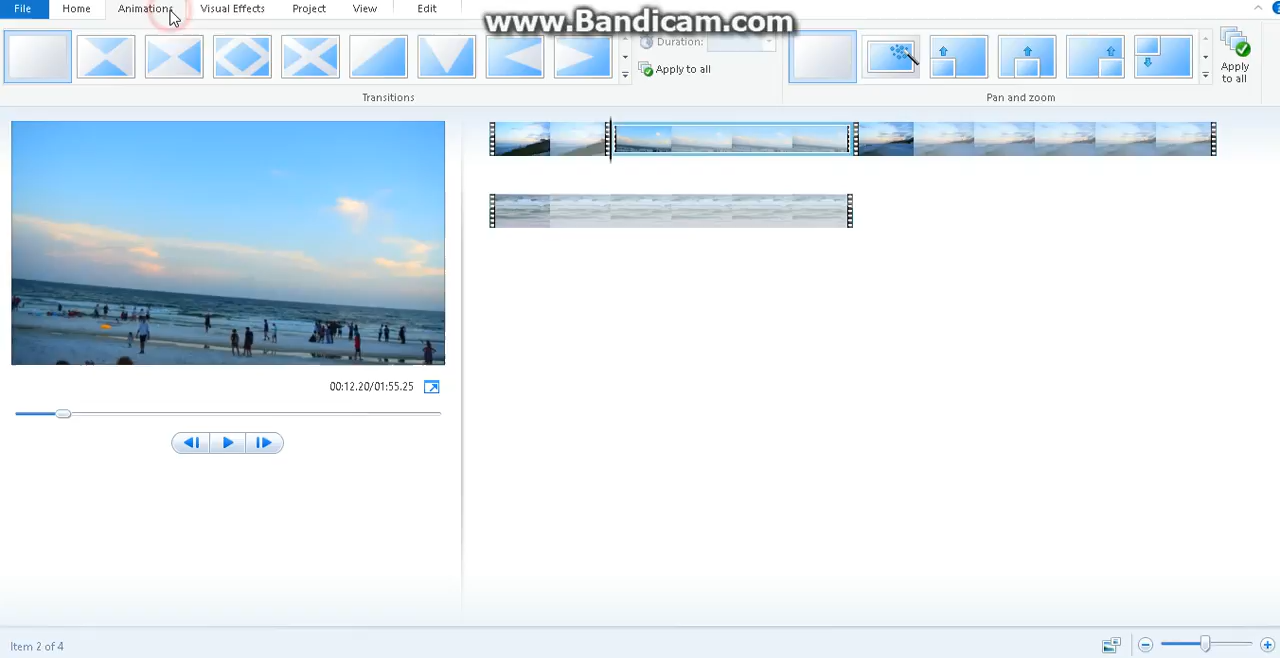 File Home Animations Visual Effects Project View Edit
www.Bandicam.com
Duration:
Apply to all
Apply to all
Transitions
Pan and zoom
00:12.20/01:55.25
Item 2 of 4